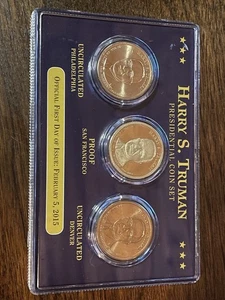 HARRY S. TRUMAN
PRESIDENTIAL COIN SET
UNCIRCULATED
PHILADELPHIA
PROOF
SAN FRANCISCO
UNCIRCULATED
DENVER
OFFICIAL FIRST DAY OF ISSUE: FEBRUARY 5, 2015